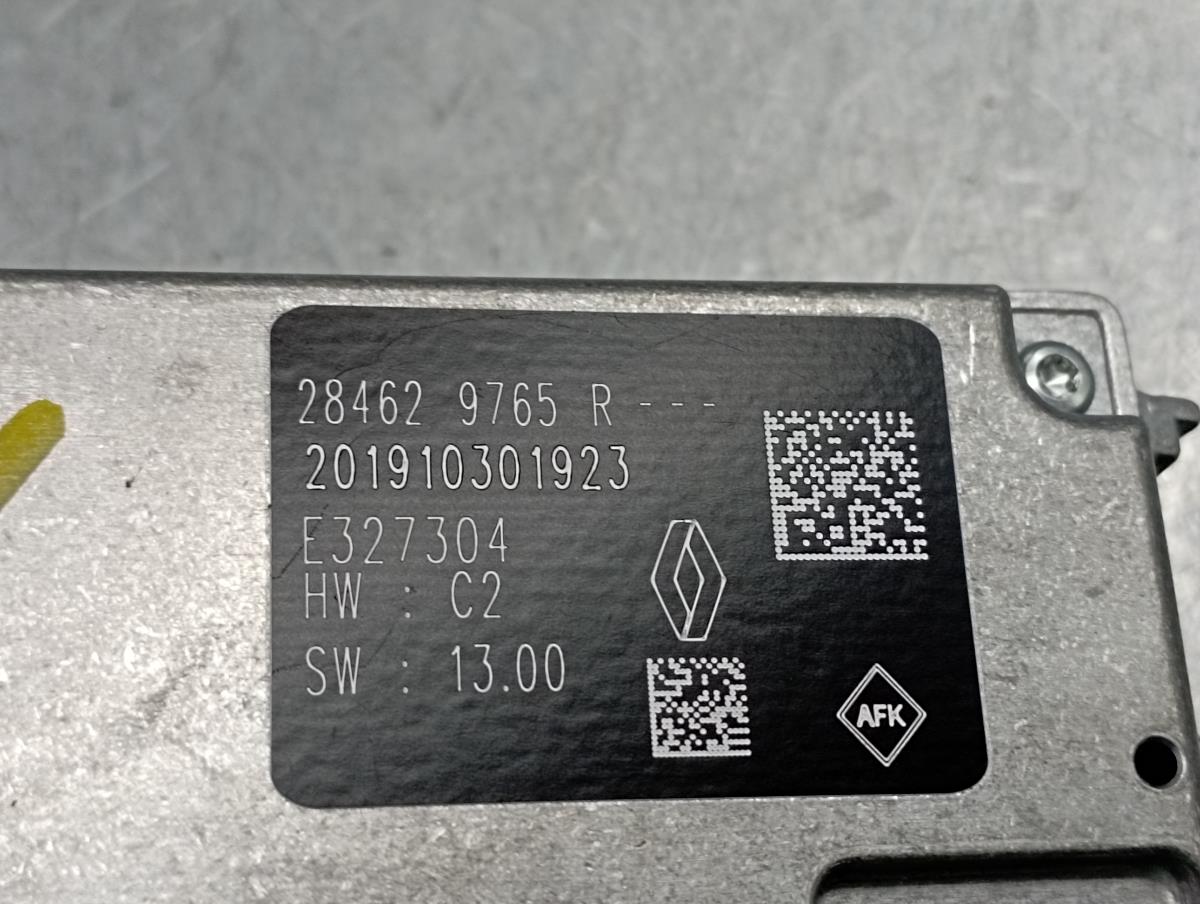 28462 9765 R ---
201910301923
E327304
HW : C2
SW : 13.00
AFK